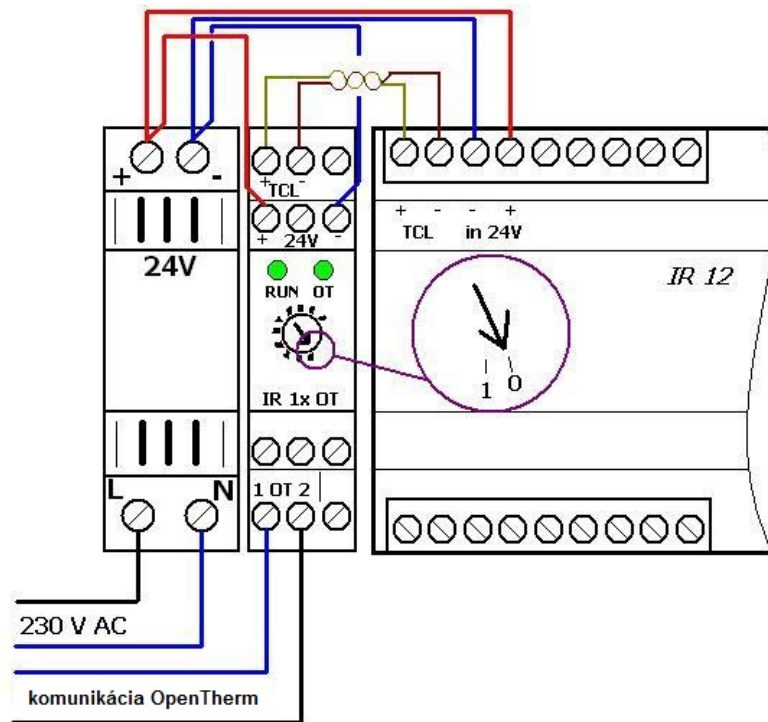 + -
24V
L N
+ -
TCL
+ 24V -
RUN OT
IR 1x OT
1 OT 2
+ - - +
TCL in 24V
IR 12
1 0
230 V AC
komunikácia OpenTherm